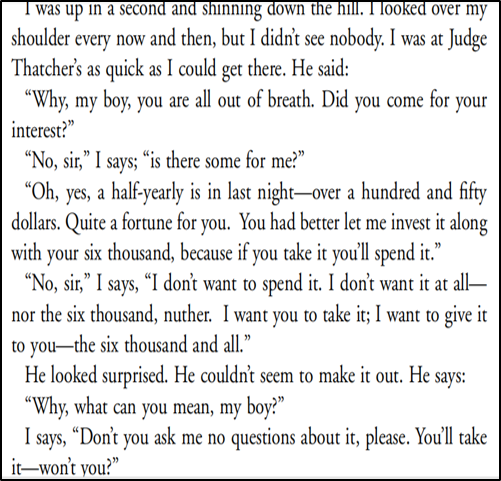 I was up in a second and shinning down the hill. I looked over my
shoulder every now and then, but I didn’t see nobody. I was at Judge
Thatcher’s as quick as I could get there. He said:
“Why, my boy, you are all out of breath. Did you come for your
interest?”
“No, sir,” I says; “is there some for me?”
“Oh, yes, a half-yearly is in last night—over a hundred and fifty
dollars. Quite a fortune for you.  You had better let me invest it along
with your six thousand, because if you take it you’ll spend it.”
“No, sir,” I says, “I don’t want to spend it. I don’t want it at all—
nor the six thousand, nuther.  I want you to take it; I want to give it
to you—the six thousand and all.”
He looked surprised. He couldn’t seem to make it out. He says:
“Why, what can you mean, my boy?”
I says, “Don’t you ask me no questions about it, please. You’ll take
it—won’t you?”